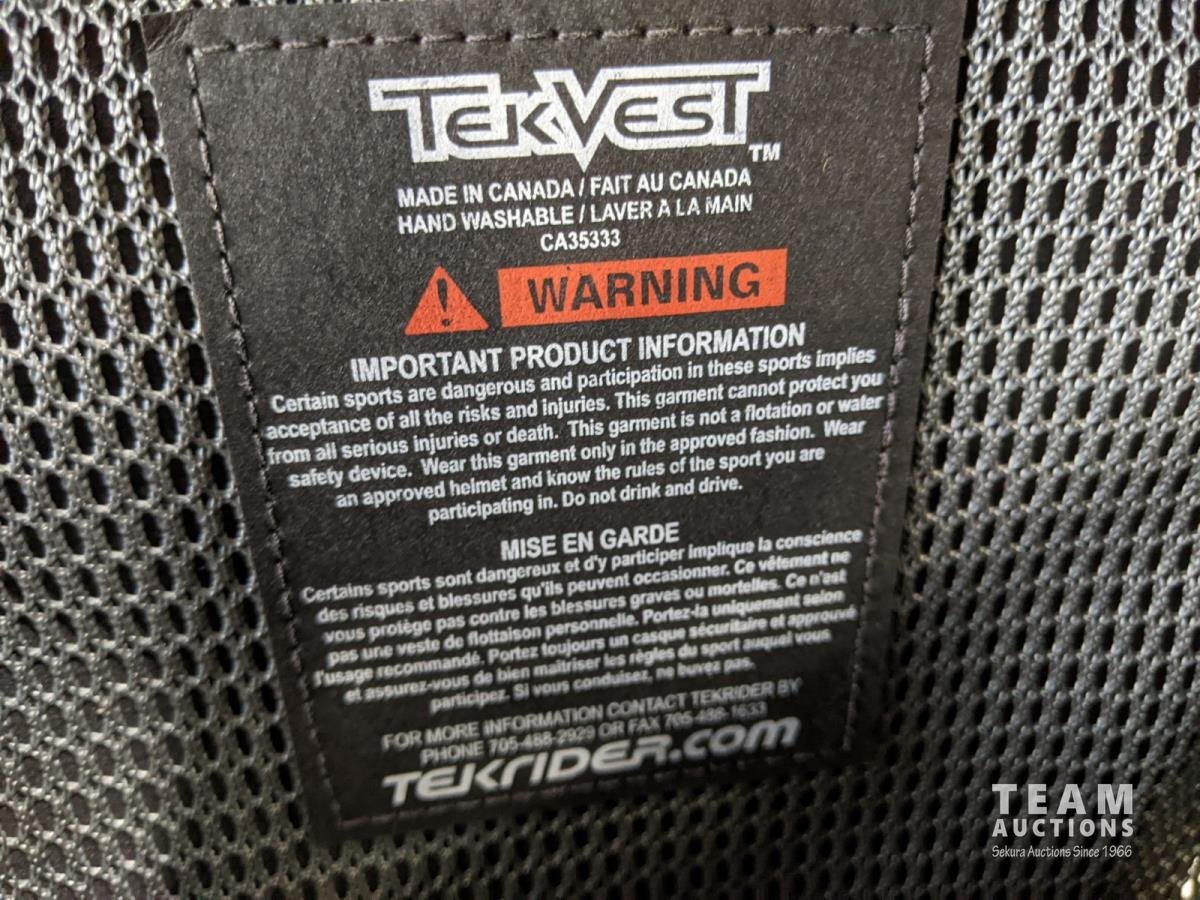 TEKVEST™
MADE IN CANADA / FAIT AU CANADA
HAND WASHABLE / LAVER A LA MAIN
CA35333
! WARNING
IMPORTANT PRODUCT INFORMATION
Certain sports are dangerous and participation in these sports implies
acceptance of all the risks and injuries. This garment cannot protect you
from all serious injuries or death. This garment is not a flotation or water
safety device. Wear this garment only in the approved fashion. Wear
an approved helmet and know the rules of the sport you are
participating in. Do not drink and drive.
MISE EN GARDE
Certains sports sont dangereux et d'y participer implique la conscience
des risques et blessures qu'ils peuvent occasionner. Ce vêtement ne
vous protège pas contre les blessures graves ou mortelles. Ce n'est
pas une veste de flottaison personnelle. Portez-la uniquement selon
l'usage recommandé. Portez toujours un casque sécuritaire et approuvé
et assurez-vous de bien maîtriser les règles du sport auquel vous
participez. Si vous conduisez, ne buvez pas.
FOR MORE INFORMATION CONTACT TEKRIDER BY
PHONE 705-488-2929 OR FAX 705-488-1633
TEKRIDER.com
TEAM
AUCTIONS
Sekura Auctions Since 1966